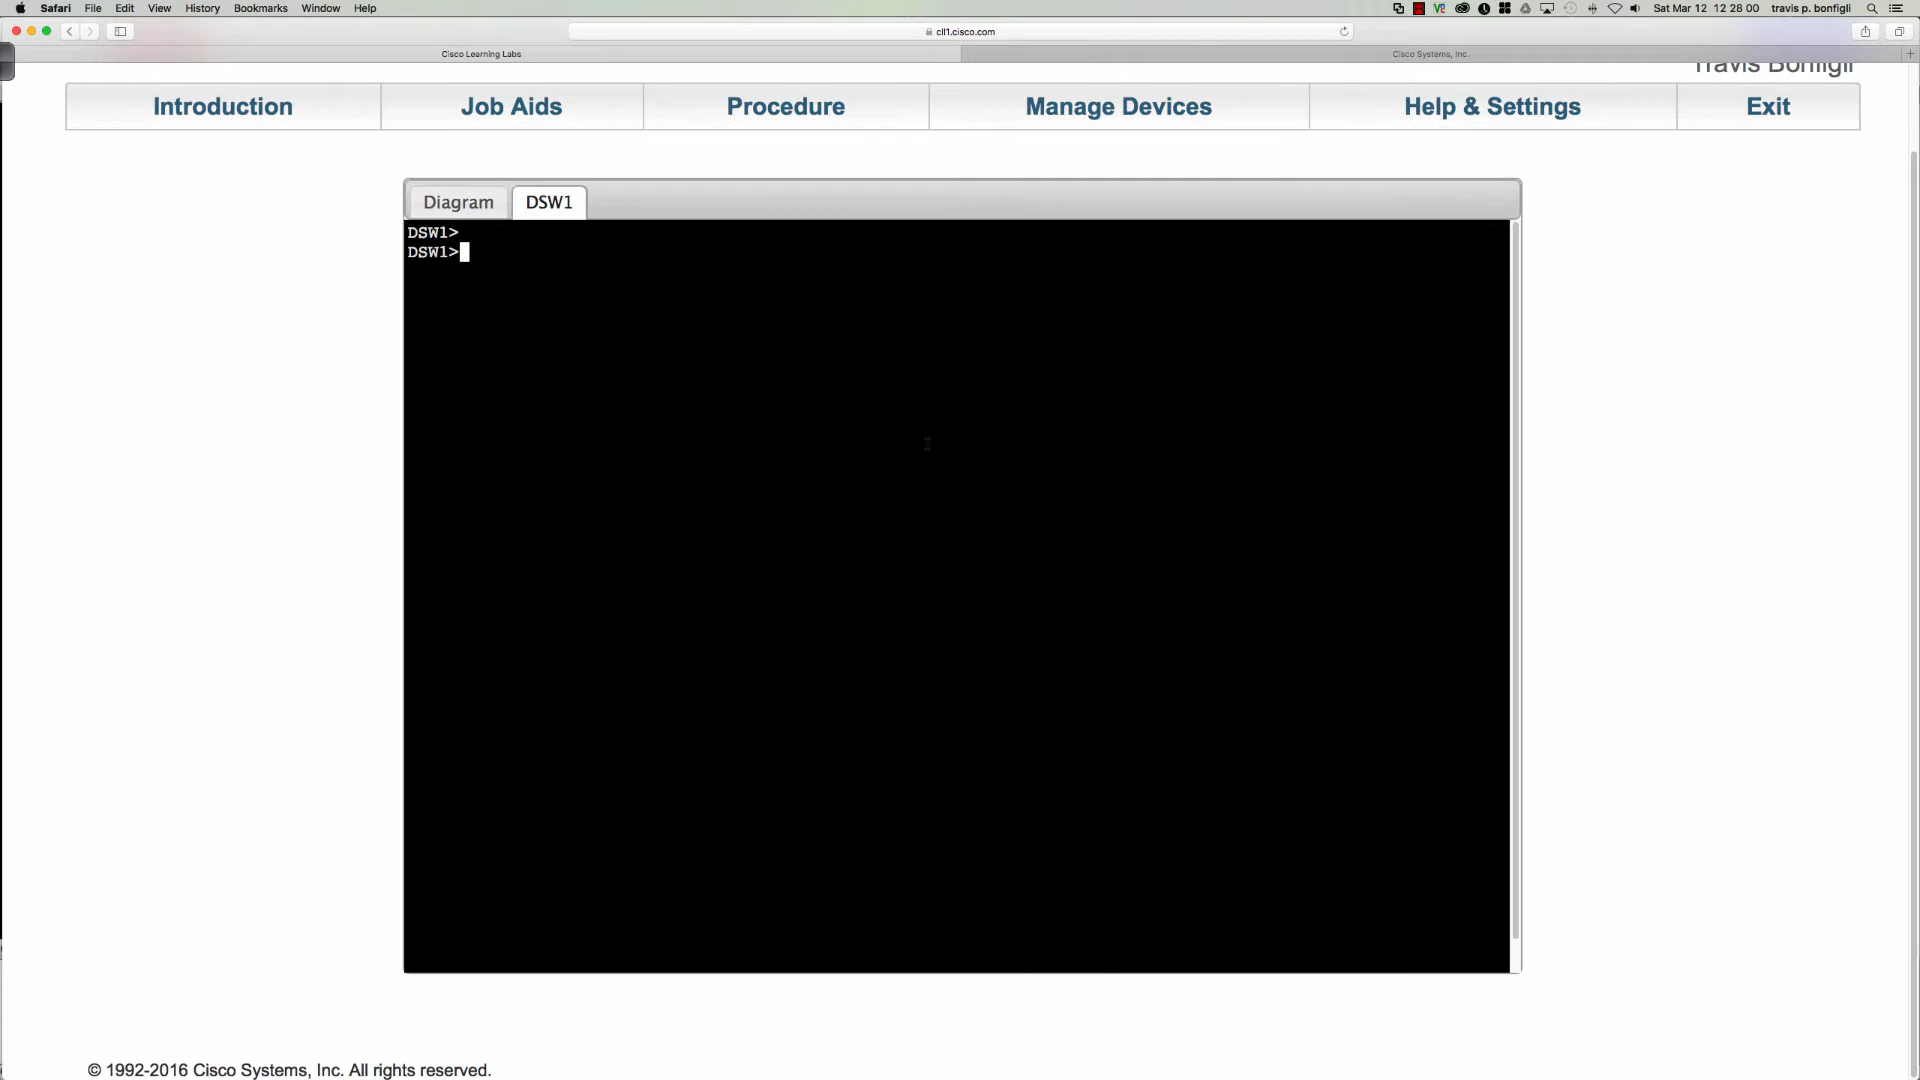 Safari File Edit View History Bookmarks Window Help Sat Mar 12 12 28 00 travis p. bonfigli
cll1.cisco.com
Cisco Learning Labs Cisco Systems, Inc.
Travis Bonfigli
Introduction Job Aids Procedure Manage Devices Help & Settings Exit
Diagram DSW1
DSW1>
DSW1>
© 1992-2016 Cisco Systems, Inc. All rights reserved.